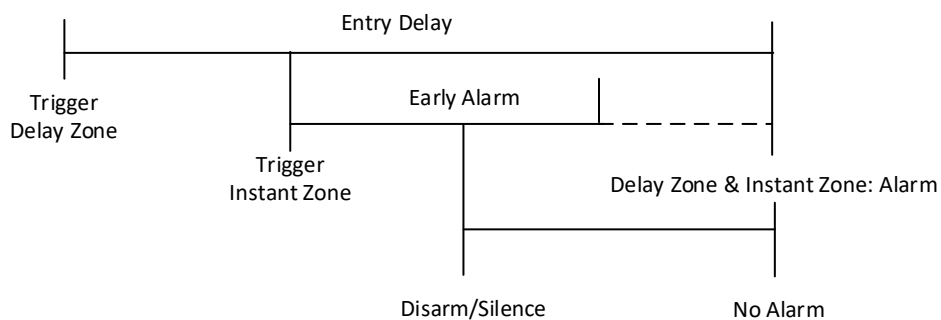 Entry Delay
Early Alarm
Trigger
Delay Zone
Trigger
Instant Zone
Delay Zone & Instant Zone: Alarm
Disarm/Silence
No Alarm